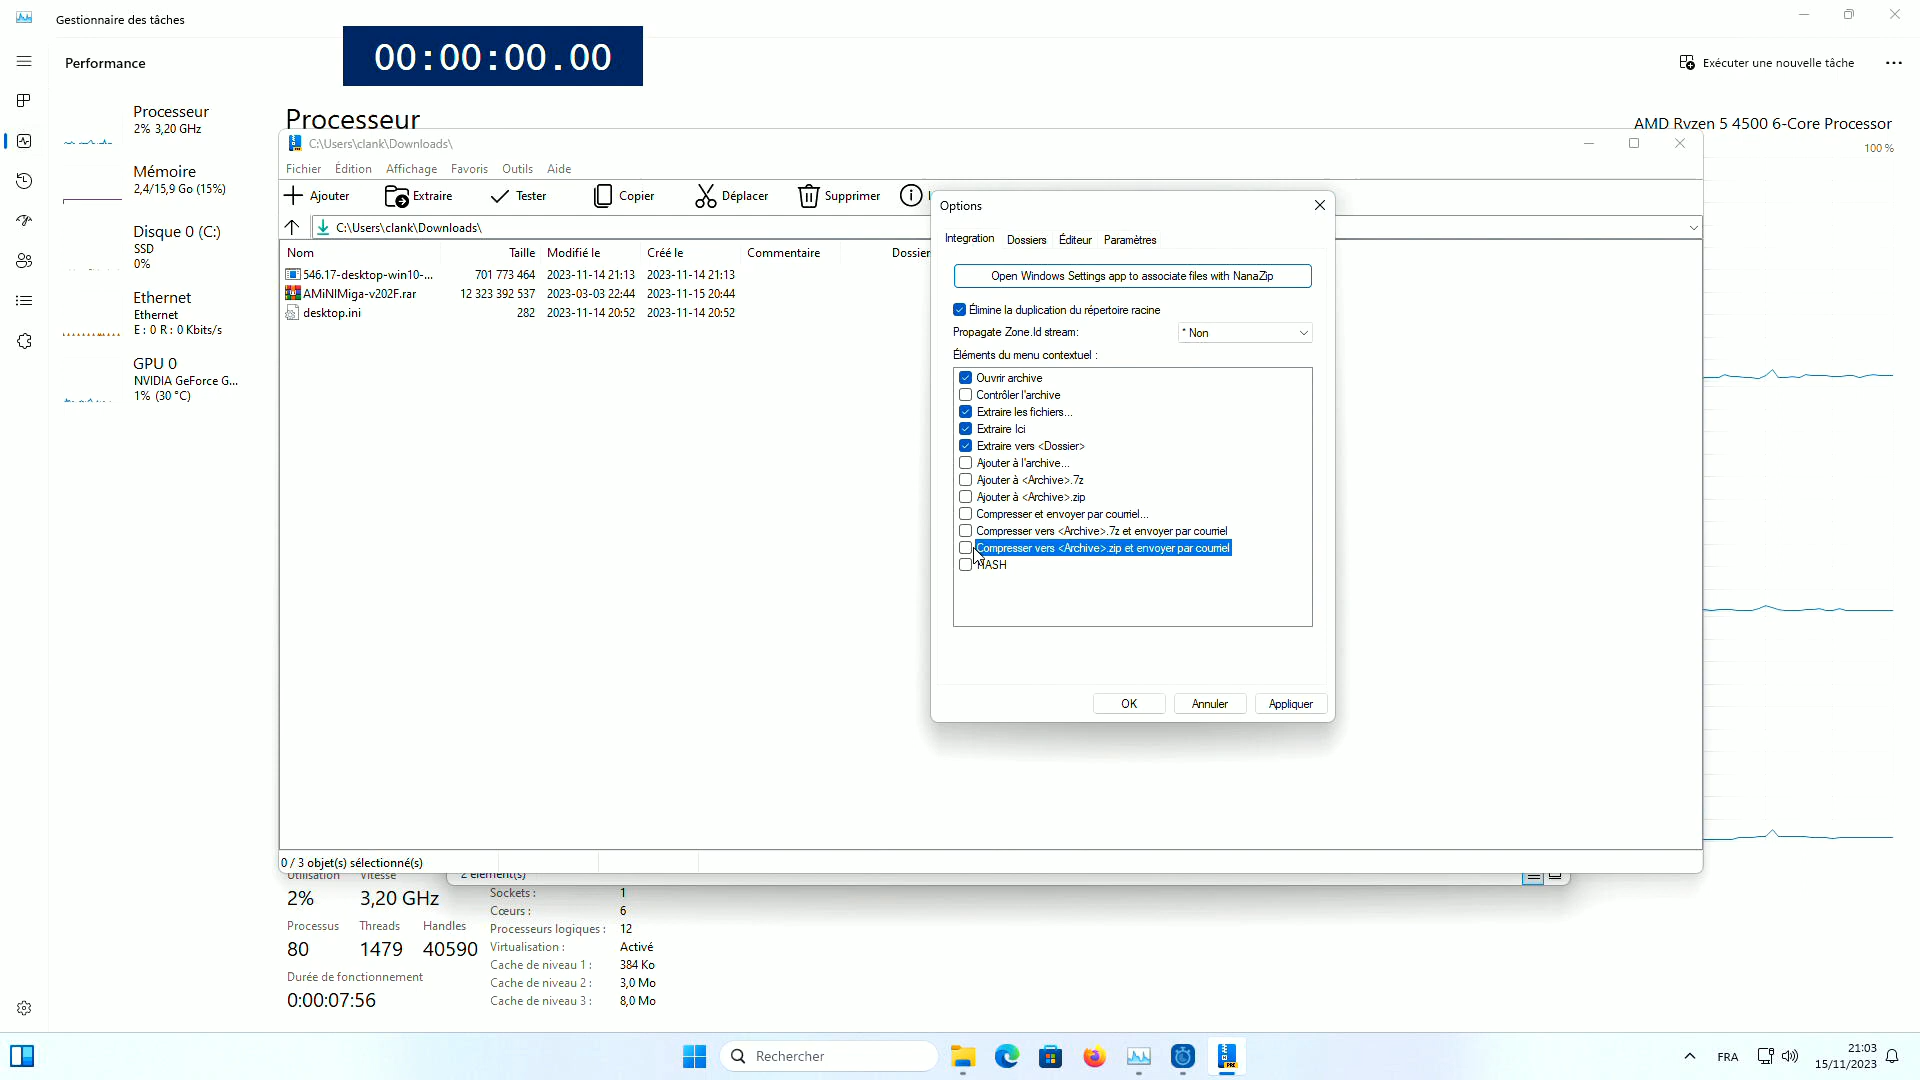 Gestionnaire des tâches
00:00:00.00
Performance
Exécuter une nouvelle tâche
Processeur
2% 3,20 GHz
Mémoire
2,4/15,9 Go (15%)
Disque 0 (C:)
SSD
0%
Ethernet
Ethernet
E : 0 R : 0 Kbits/s
GPU 0
NVIDIA GeForce G...
1% (30 °C)
Processeur
AMD Ryzen 5 4500 6-Core Processor
100 %
C:\Users\clank\Downloads\
Fichier Édition Affichage Favoris Outils Aide
Ajouter Extraire Tester Copier Déplacer Supprimer
C:\Users\clank\Downloads\
Nom Taille Modifié le Créé le Commentaire Dossier
546.17-desktop-win10-... 701 773 464 2023-11-14 21:13 2023-11-14 21:13
AMiNIMiga-v202F.rar 12 323 392 537 2023-03-03 22:44 2023-11-15 20:44
desktop.ini 282 2023-11-14 20:52 2023-11-14 20:52
0 / 3 objet(s) sélectionné(s)
Options
Integration Dossiers Éditeur Paramètres
Open Windows Settings app to associate files with NanaZip
Élimine la duplication du répertoire racine
Propagate Zone.Id stream: * Non
Éléments du menu contextuel :
Ouvrir archive
Contrôler l'archive
Extraire les fichiers...
Extraire Ici
Extraire vers <Dossier>
Ajouter à l'archive...
Ajouter à <Archive>.7z
Ajouter à <Archive>.zip
Compresser et envoyer par courriel...
Compresser vers <Archive>.7z et envoyer par courriel
Compresser vers <Archive>.zip et envoyer par courriel
HASH
OK Annuler Appliquer
2 élément(s)
Utilisation Vitesse
2% 3,20 GHz
Processus Threads Handles
80 1479 40590
Durée de fonctionnement
0:00:07:56
Sockets : 1
Cœurs : 6
Processeurs logiques : 12
Virtualisation : Activé
Cache de niveau 1 : 384 Ko
Cache de niveau 2 : 3,0 Mo
Cache de niveau 3 : 8,0 Mo
Rechercher
FRA
21:03
15/11/2023